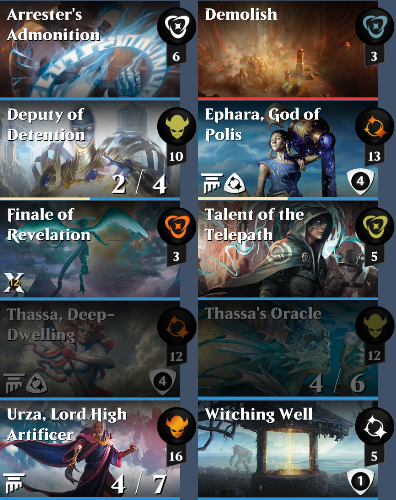 Arrester's
Admonition
6
Demolish
3
Deputy of
Detention
10
2 / 4
Ephara, God of
Polis
13
4
Finale of
Revelation
3
X
12
Talent of the
Telepath
5
Thassa, Deep-
Dwelling
12
4
Thassa's Oracle
12
4 / 6
Urza, Lord High
Artificer
16
4 / 7
Witching Well
5
1